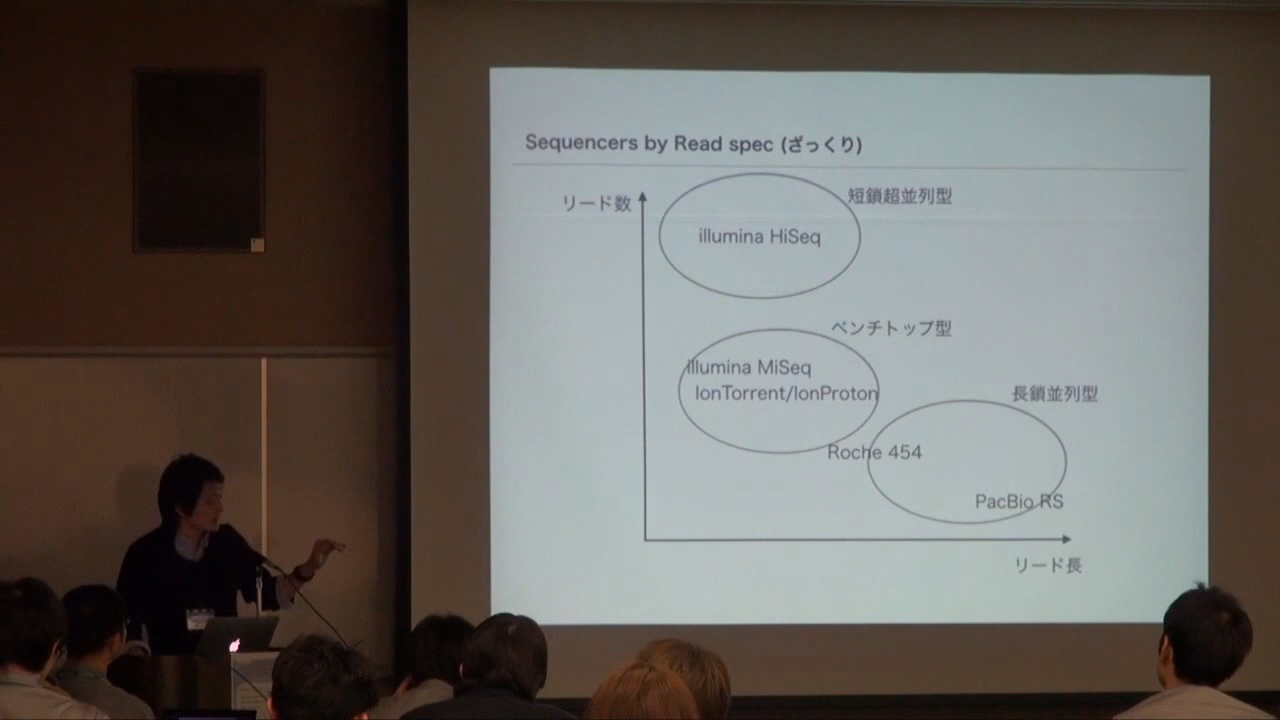 Sequencers by Read spec (ざっくり)
リード数
短鎖超並列型
illumina HiSeq
ベンチトップ型
illumina MiSeq
IonTorrent/IonProton
長鎖並列型
Roche 454
PacBio RS
リード長